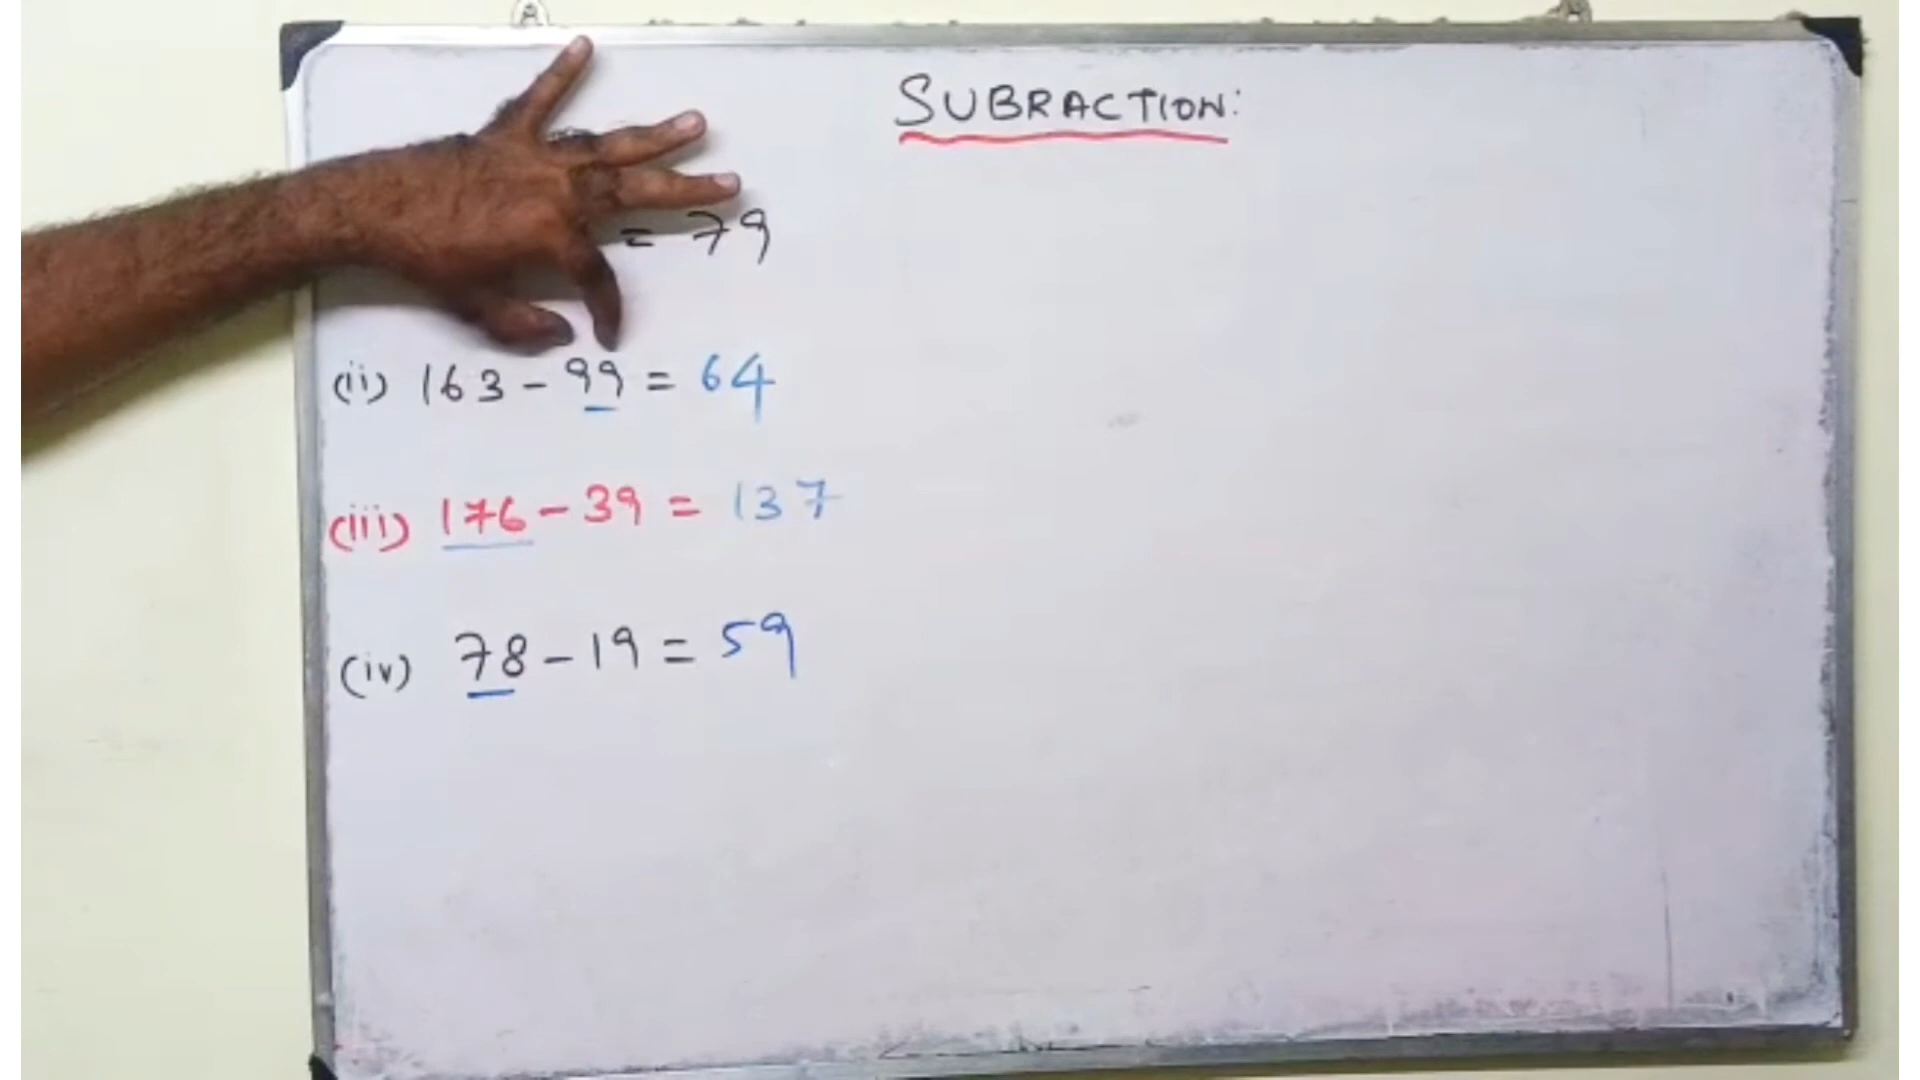 SUBRACTION:
= 79
(ii) 163 - 99 = 64
(iii) 176 - 39 = 137
(iv) 78 - 19 = 59